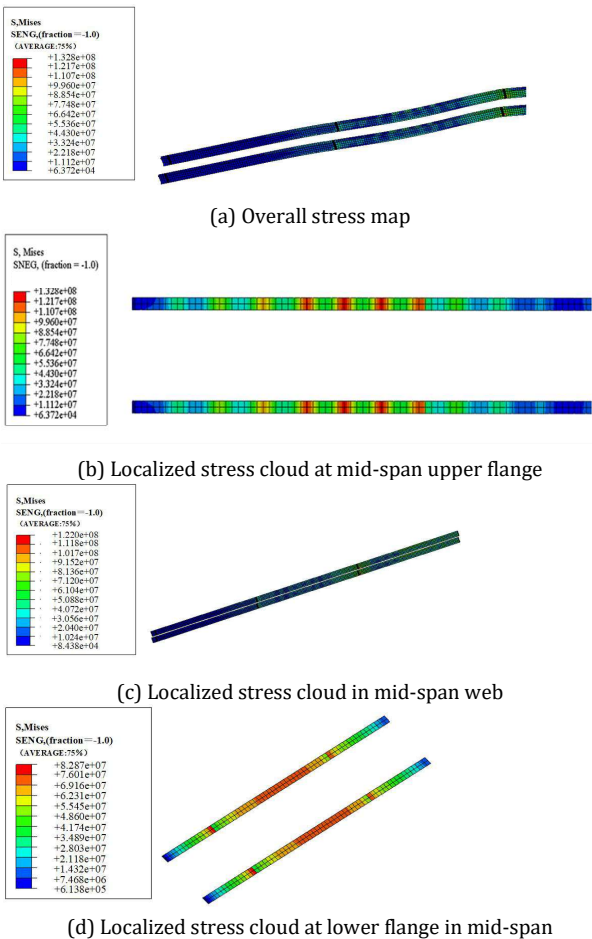 S,Mises
SENG,(fraction=-1.0)
(AVERAGE:75%)
+1.328e+08
+1.217e+08
+1.107e+08
+9.960e+07
+8.854e+07
+7.748e+07
+6.642e+07
+5.536e+07
+4.430e+07
+3.324e+07
+2.218e+07
+1.112e+07
+6.372e+04
(a) Overall stress map
S, Mises
SNEG, (fraction = -1.0)
+1.328e+08
+1.217e+08
+1.107e+08
+9.960e+07
+8.854e+07
+7.748e+07
+6.642e+07
+5.536e+07
+4.430e+07
+3.324e+07
+2.218e+07
+1.112e+07
+6.372e+04
(b) Localized stress cloud at mid-span upper flange
S,Mises
SENG,(fraction=-1.0)
(AVERAGE:75%)
+1.220e+08
+1.118e+08
+1.017e+08
+9.152e+07
+8.136e+07
+7.120e+07
+6.104e+07
+5.088e+07
+4.072e+07
+3.056e+07
+2.040e+07
+1.024e+07
+8.438e+04
(c) Localized stress cloud in mid-span web
S,Mises
SENG,(fraction=-1.0)
(AVERAGE:75%)
+8.287e+07
+7.601e+07
+6.916e+07
+6.231e+07
+5.545e+07
+4.860e+07
+4.174e+07
+3.489e+07
+2.803e+07
+2.118e+07
+1.432e+07
+7.468e+06
+6.138e+05
(d) Localized stress cloud at lower flange in mid-span